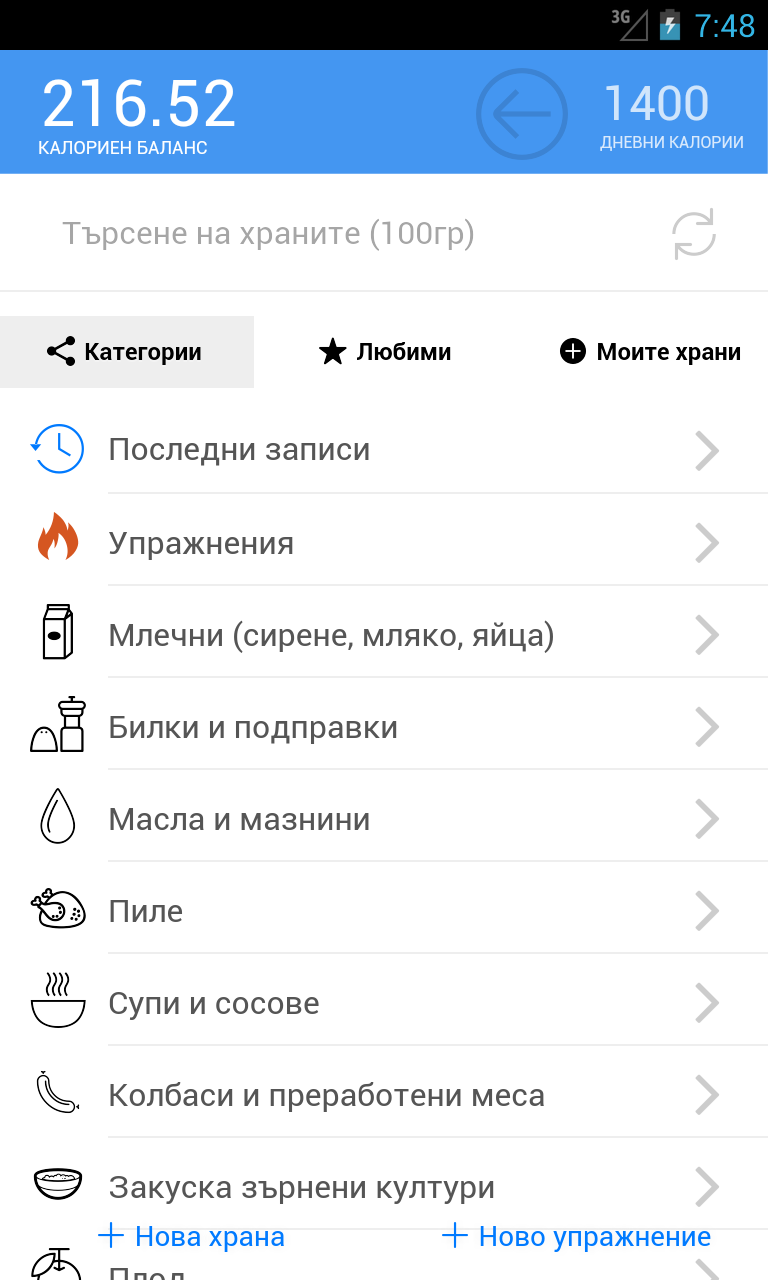 3G 7:48
216.52
КАЛОРИЕН БАЛАНС
1400
ДНЕВНИ КАЛОРИИ
Търсене на храните (100гр)
Категории
Любими
Моите храни
Последни записи
Упражнения
Млечни (сирене, мляко, яйца)
Билки и подправки
Масла и мазнини
Пиле
Супи и сосове
Колбаси и преработени меса
Закуска зърнени култури
Нова храна
Ново упражнение
Плод